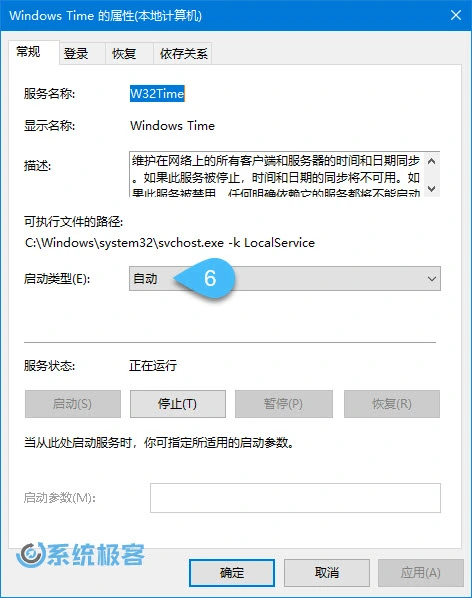 Windows Time 的属性(本地计算机)
常规 登录 恢复 依存关系
服务名称: W32Time
显示名称: Windows Time
描述: 维护在网络上的所有客户端和服务器的时间和日期同步
。如果此服务被停止，时间和日期的同步将不可用。如
果此服务被禁用，任何明确依赖它的服务都将不能启动
可执行文件的路径:
C:\Windows\system32\svchost.exe -k LocalService
启动类型(E): 自动 6
服务状态: 正在运行
启动(S) 停止(T) 暂停(P) 恢复(R)
当从此处启动服务时，你可指定所适用的启动参数。
启动参数(M):
系统极客
确定 取消 应用(A)